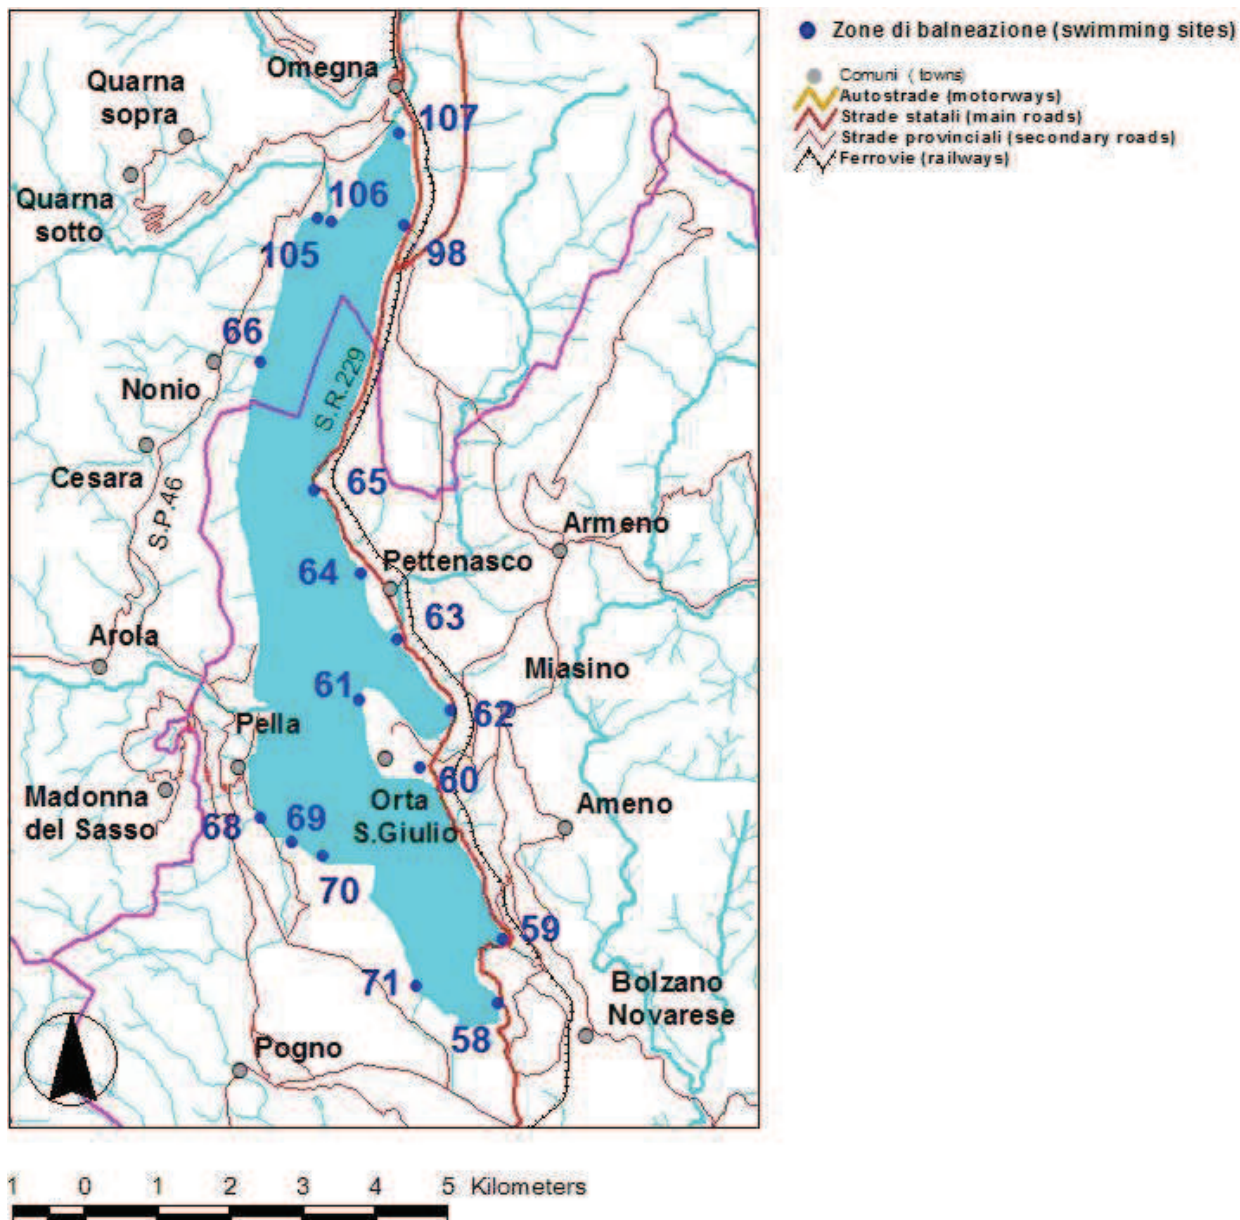 Zone di balneazione (swimming sites)
Comuni ( towns)
Autostrade (motorways)
Strade statali (main roads)
Strade provinciali (secondary roads)
Ferrovie (railways)
Omegna
Quarna
sopra
107
Quarna
sotto
106
105
98
66
Nonio
S.R.229
Cesara
65
S.P.46
Armeno
Pettenasco
64
63
Arola
Miasino
61
62
Pella
60
Madonna
del Sasso
Orta
S.Giulio
Ameno
68
69
70
59
71
Bolzano
Novarese
58
Pogno
1 0 1 2 3 4 5 Kilometers